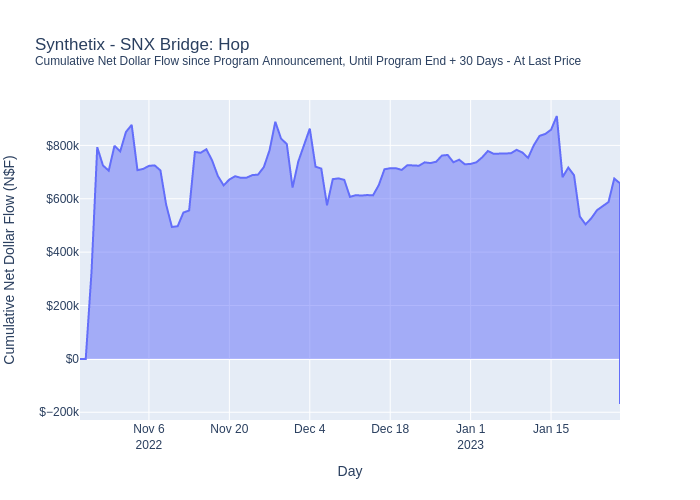 Synthetix - SNX Bridge: Hop
Cumulative Net Dollar Flow since Program Announcement, Until Program End + 30 Days - At Last Price
Cumulative Net Dollar Flow (N$F)
$800k
$600k
$400k
$200k
$0
$−200k
Nov 6
2022
Nov 20
Dec 4
Dec 18
Jan 1
2023
Jan 15
Day